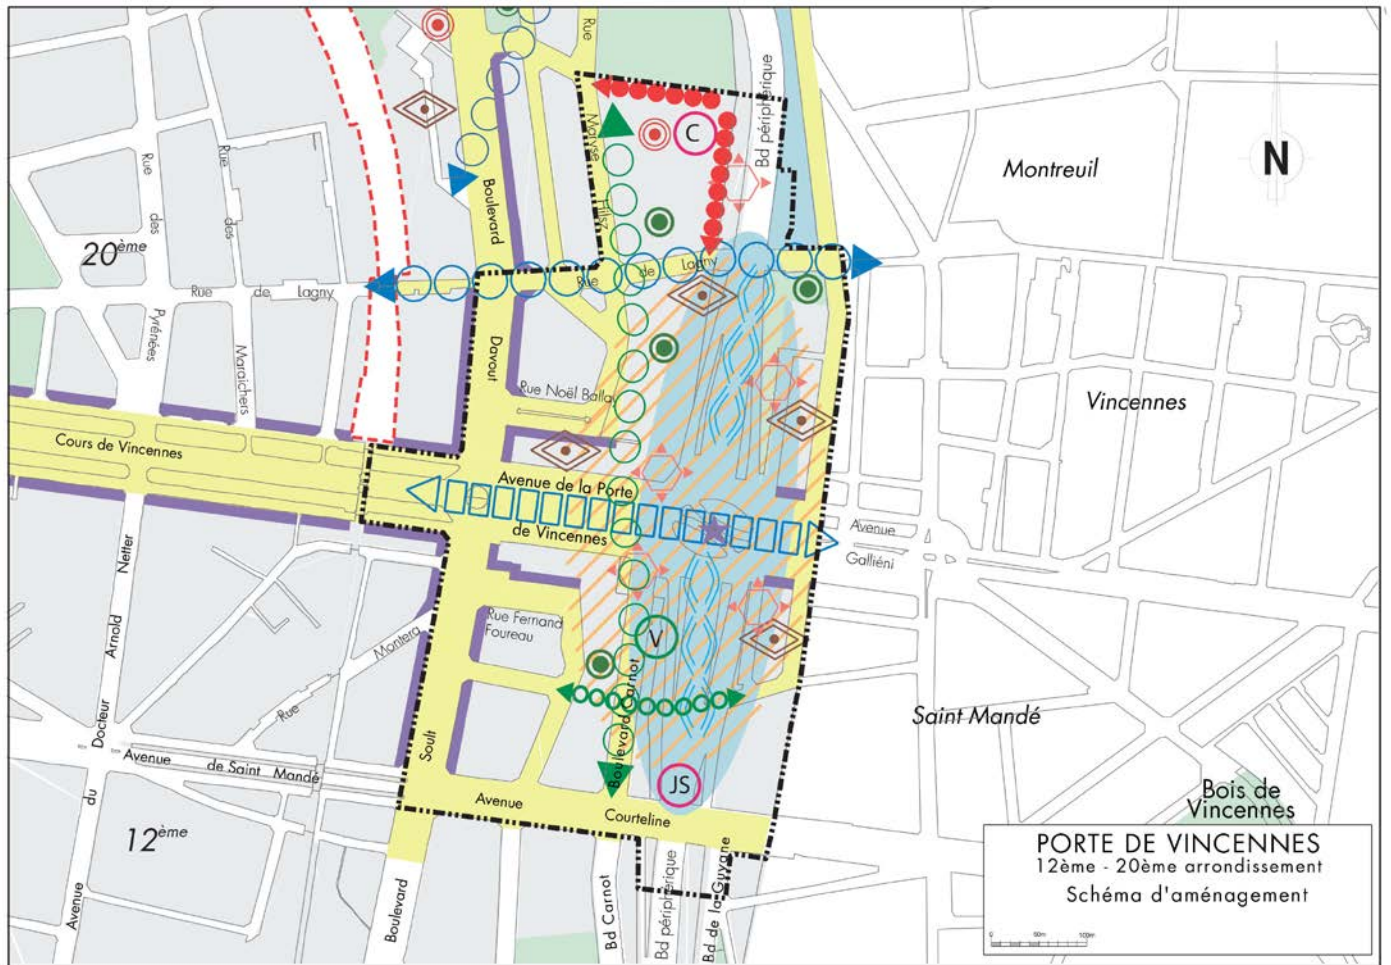 Rue
Bd périphérique
C
N
Montreuil
Maryse
Hilsz
Rue
des
Pyrénées
Rue
des
Maraichers
Boulevard
Davout
20ème
Rue de Lagny
Rue de Lagny
Vincennes
Rue Noël Ballay
Cours de Vincennes
Avenue de la Porte
de Vincennes
Avenue
Galliéni
Avenue
du
Docteur
Arnold
Netter
Rue
Montera
Rue Fernand
Foureau
V
Boulevard Carnot
Saint Mandé
Avenue de Saint Mandé
Boulevard
Soult
JS
Avenue Courteline
Bois de
Vincennes
12ème
Bd Carnot
Bd périphérique
Bd de la Guyane
PORTE DE VINCENNES
12ème - 20ème arrondissement
Schéma d'aménagement
0 50m 100m